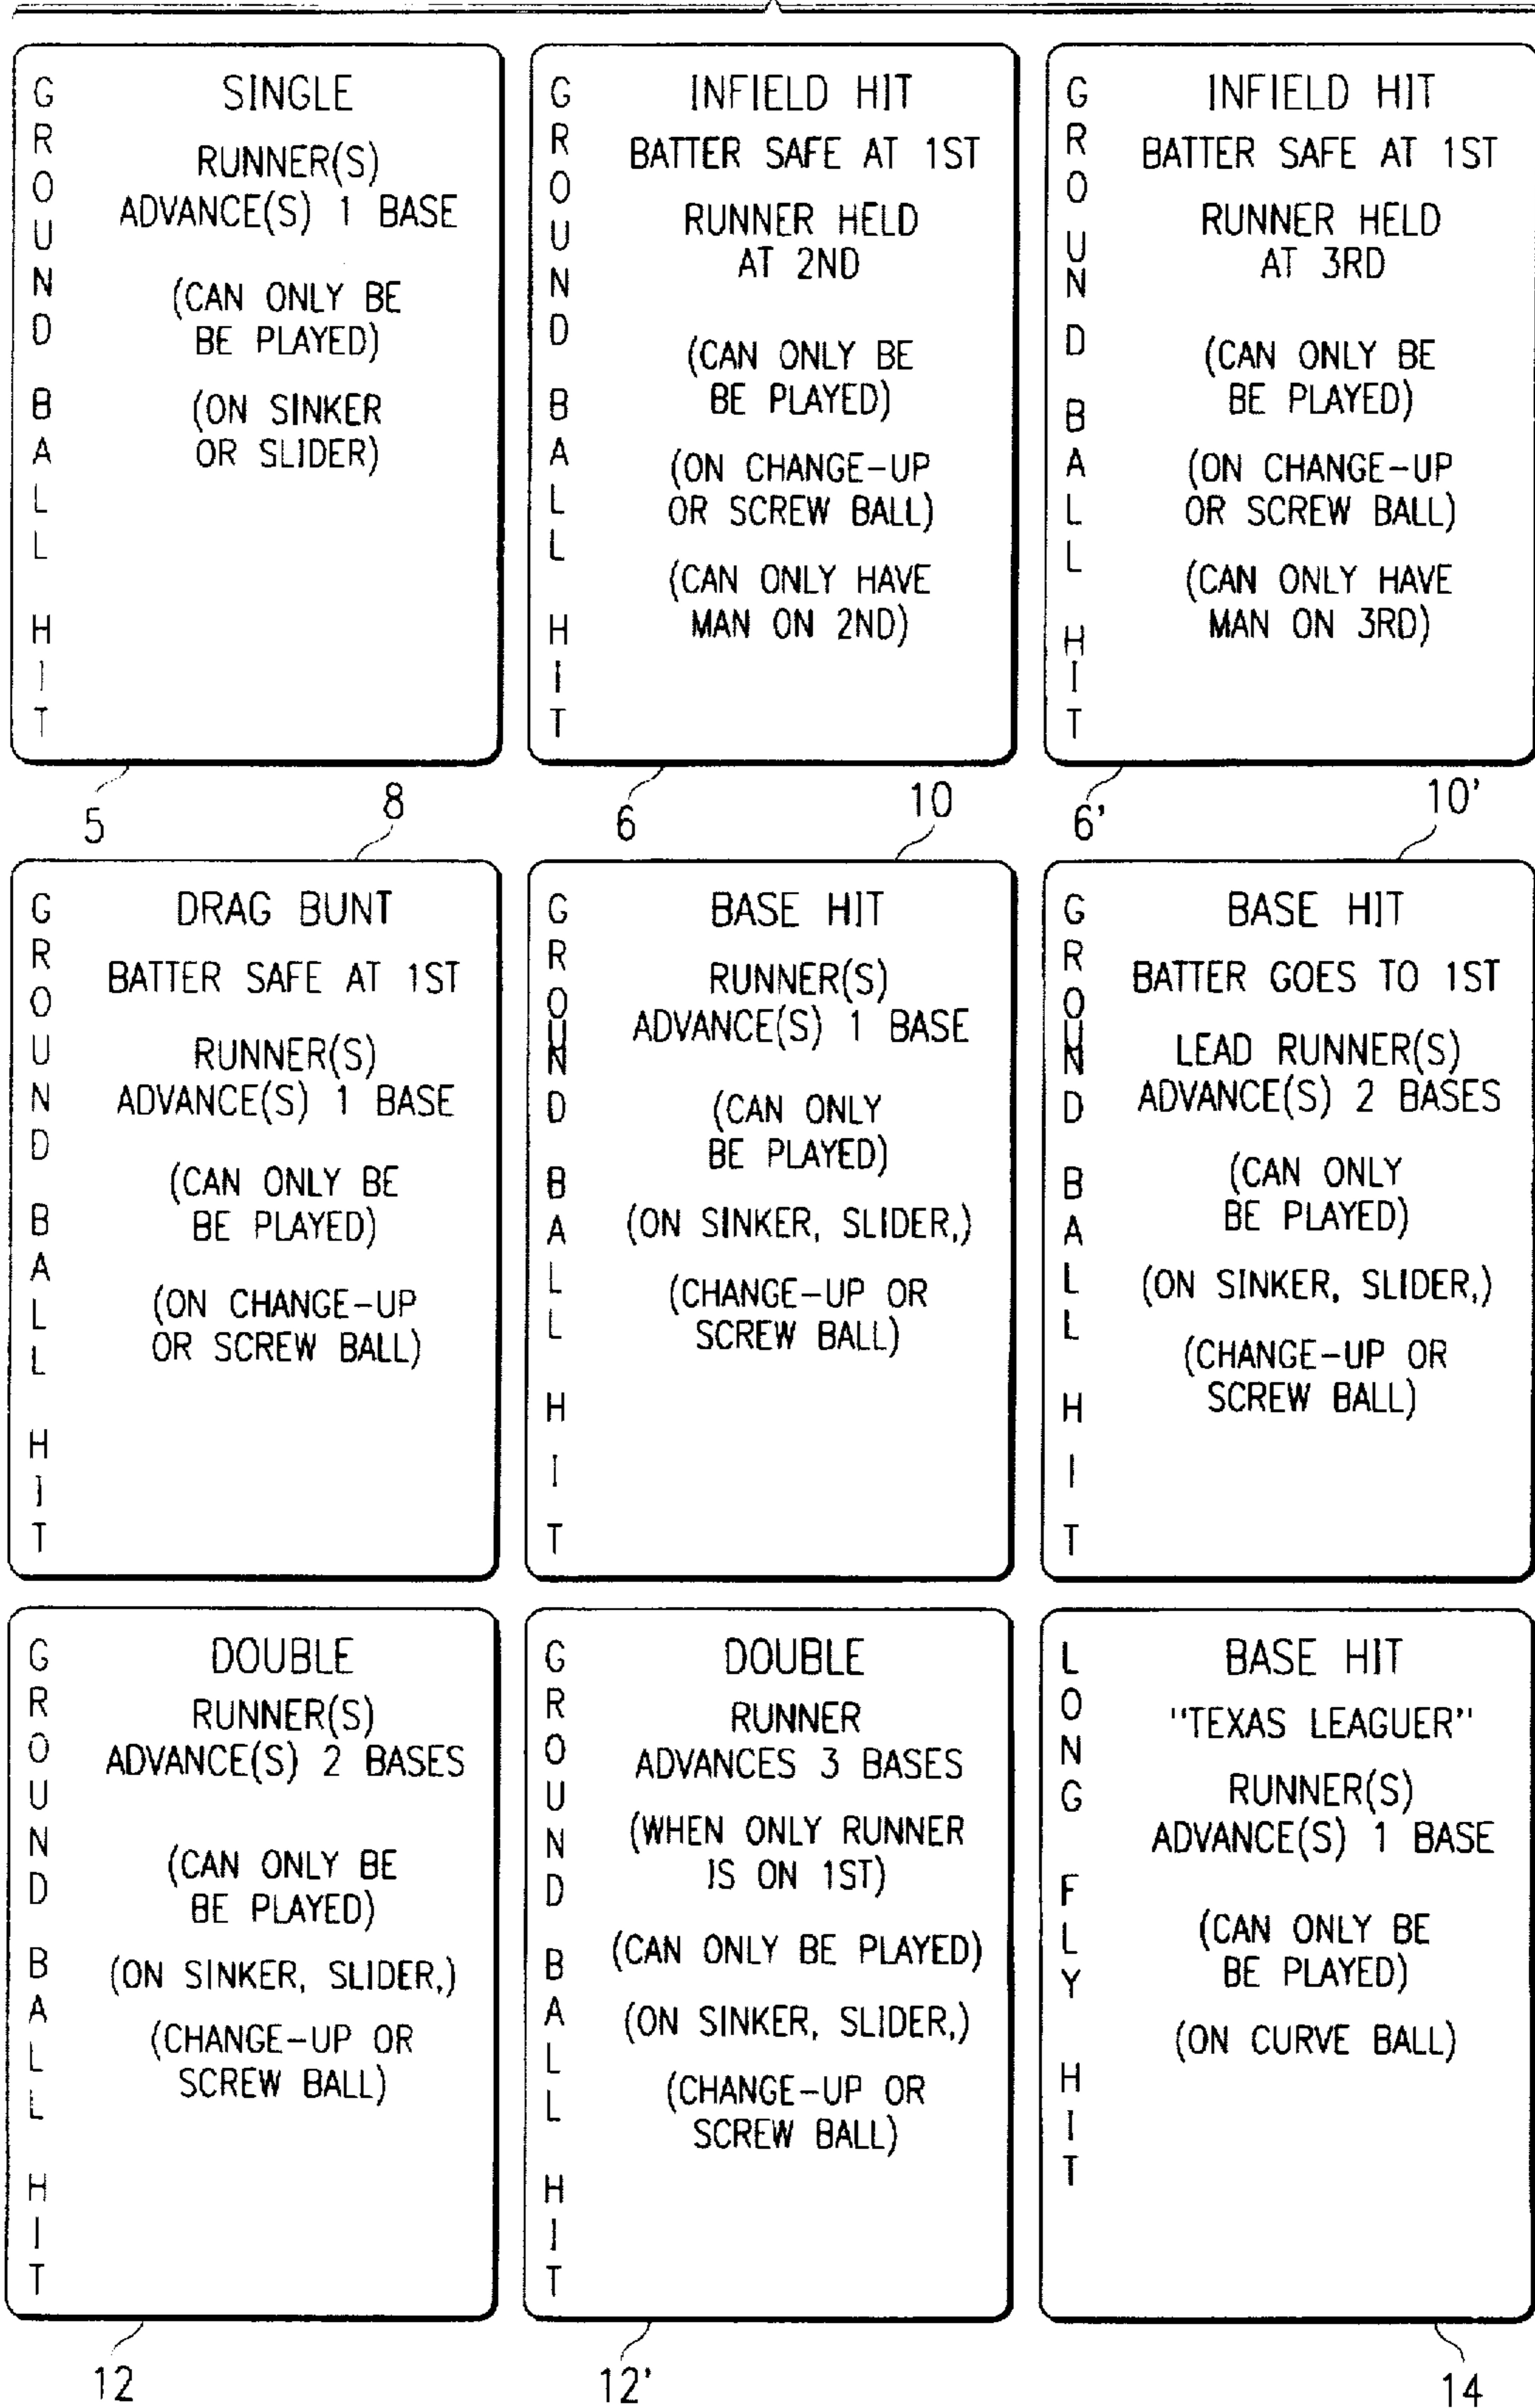 GROUND BALL HIT
SINGLE
RUNNER(S)
ADVANCE(S) 1 BASE
(CAN ONLY BE
BE PLAYED)
(ON SINKER
OR SLIDER)
5
GROUND BALL HIT
INFIELD HIT
BATTER SAFE AT 1ST
RUNNER HELD
AT 2ND
(CAN ONLY BE
BE PLAYED)
(ON CHANGE-UP
OR SCREW BALL)
(CAN ONLY HAVE
MAN ON 2ND)
6
GROUND BALL HIT
INFIELD HIT
BATTER SAFE AT 1ST
RUNNER HELD
AT 3RD
(CAN ONLY BE
BE PLAYED)
(ON CHANGE-UP
OR SCREW BALL)
(CAN ONLY HAVE
MAN ON 3RD)
6'
8
GROUND BALL HIT
DRAG BUNT
BATTER SAFE AT 1ST
RUNNER(S)
ADVANCE(S) 1 BASE
(CAN ONLY BE
BE PLAYED)
(ON CHANGE-UP
OR SCREW BALL)
10
GROUND BALL HIT
BASE HIT
RUNNER(S)
ADVANCE(S) 1 BASE
(CAN ONLY
BE PLAYED)
(ON SINKER, SLIDER,)
(CHANGE-UP OR
SCREW BALL)
10'
GROUND BALL HIT
BASE HIT
BATTER GOES TO 1ST
LEAD RUNNER(S)
ADVANCE(S) 2 BASES
(CAN ONLY
BE PLAYED)
(ON SINKER, SLIDER,)
(CHANGE-UP OR
SCREW BALL)
GROUND BALL HIT
DOUBLE
RUNNER(S)
ADVANCE(S) 2 BASES
(CAN ONLY BE
BE PLAYED)
(ON SINKER, SLIDER,)
(CHANGE-UP OR
SCREW BALL)
12
GROUND BALL HIT
DOUBLE
RUNNER
ADVANCES 3 BASES
(WHEN ONLY RUNNER
IS ON 1ST)
(CAN ONLY BE PLAYED)
(ON SINKER, SLIDER,)
(CHANGE-UP OR
SCREW BALL)
12'
LONG FLY HIT
BASE HIT
"TEXAS LEAGUER"
RUNNER(S)
ADVANCE(S) 1 BASE
(CAN ONLY BE
BE PLAYED)
(ON CURVE BALL)
14